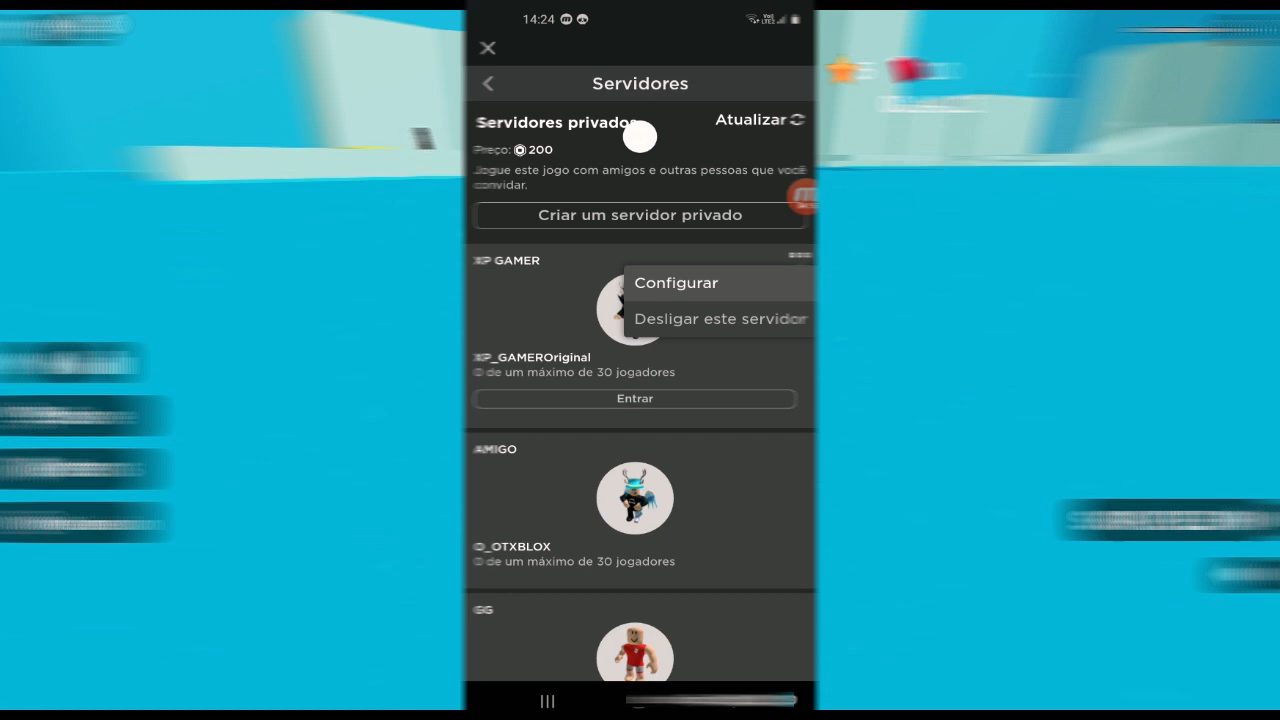 14:24
Servidores
Servidores privados
Atualizar
Preço: 200
Jogue este jogo com amigos e outras pessoas que você
convidar.
Criar um servidor privado
XP GAMER
Configurar
Desligar este servidor
XP_GAMEROriginal
0 de um máximo de 30 jogadores
Entrar
AMIGO
O_OTXBLOX
0 de um máximo de 30 jogadores
GG